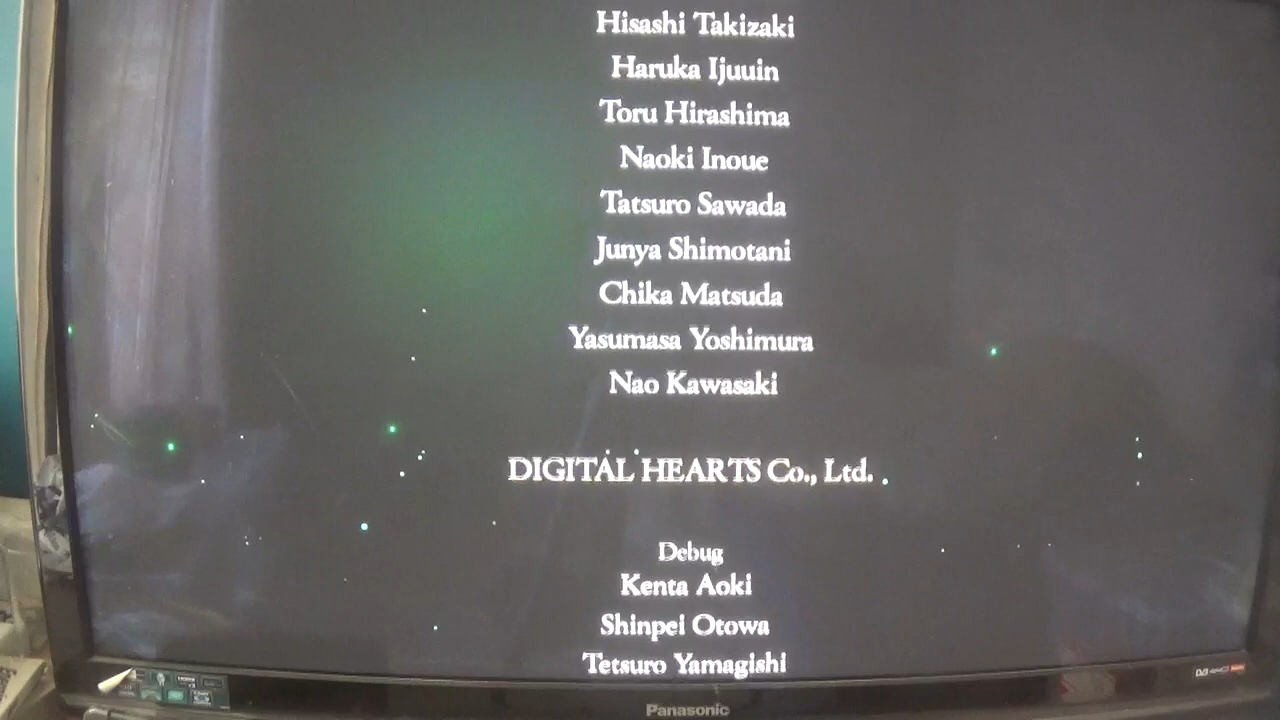 Hisashi Takizaki
Haruka Ijuuin
Toru Hirashima
Naoki Inoue
Tatsuro Sawada
Junya Shimotani
Chika Matsuda
Yasumasa Yoshimura
Nao Kawasaki
DIGITAL HEARTS Co., Ltd.
Debug
Kenta Aoki
Shinpei Otowa
Tetsuro Yamagishi
Panasonic